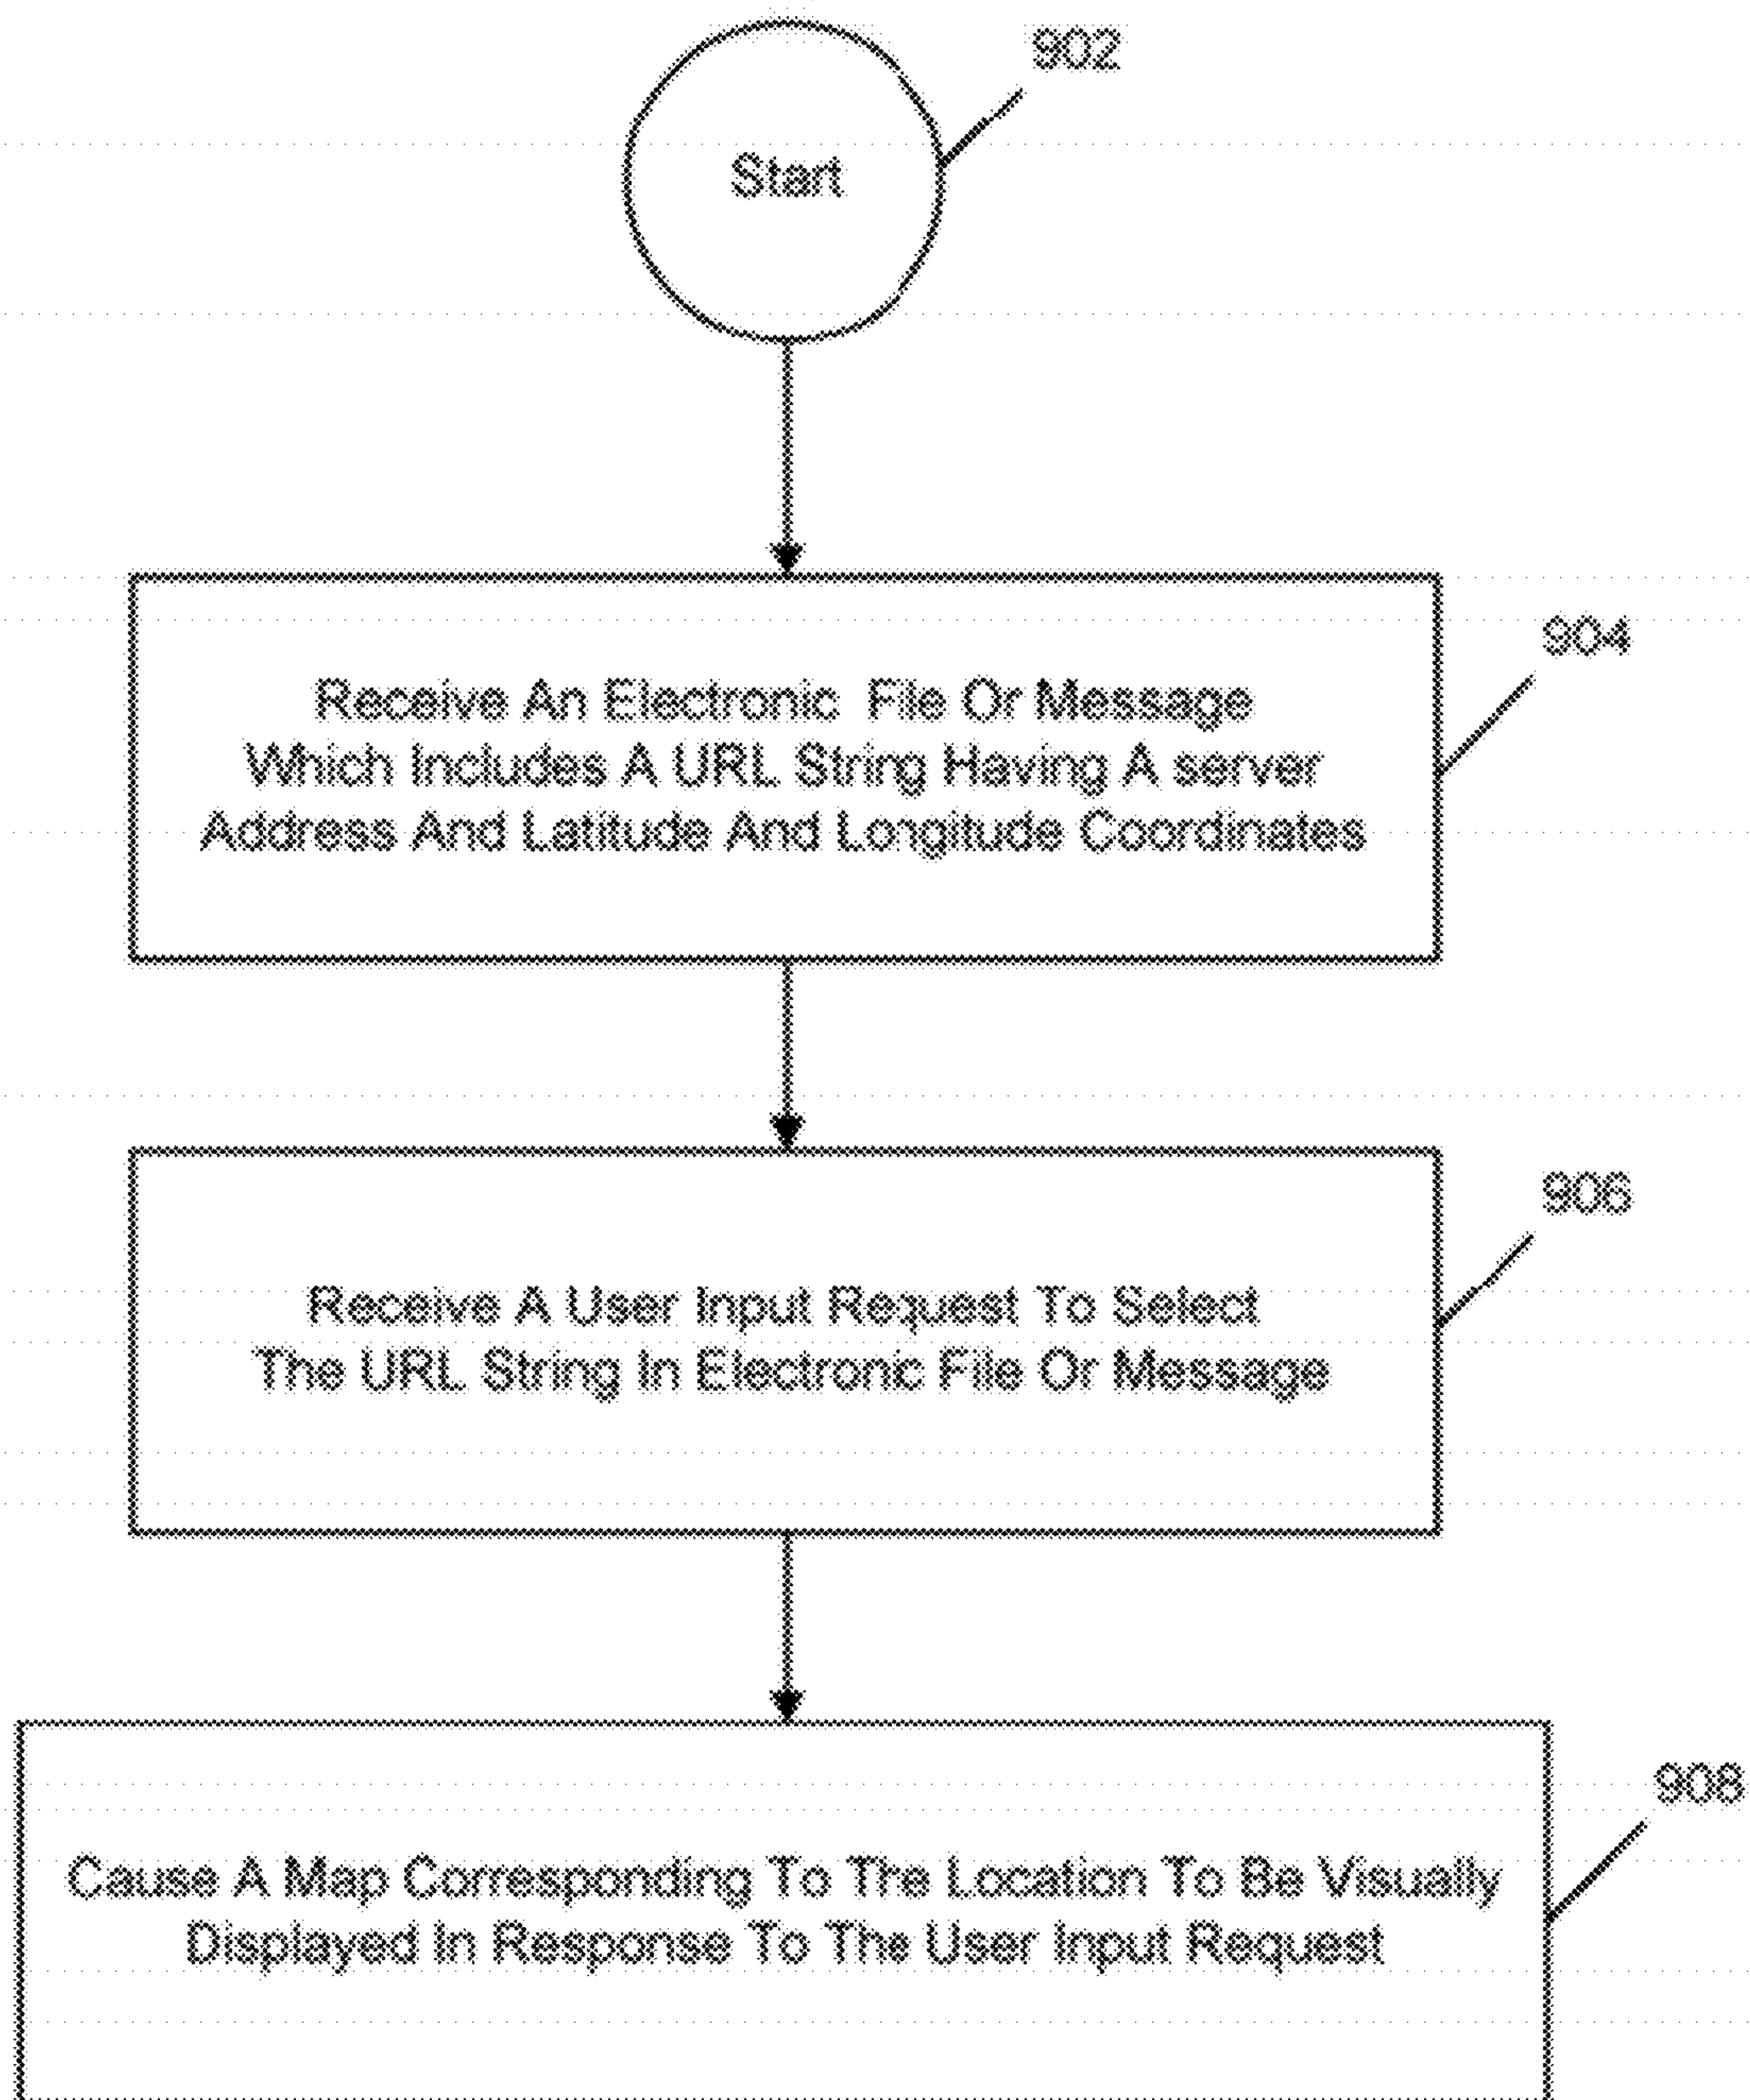 902
Start
904
Receive An Electronic File Or Message
Which Includes A URL String Having A server
Address And Latitude And Longitude Coordinates
906
Receive A User Input Request To Select
The URL String In Electronic File Or Message
908
Cause A Map Corresponding To The Location To Be Visually
Displayed In Response To The User Input Request